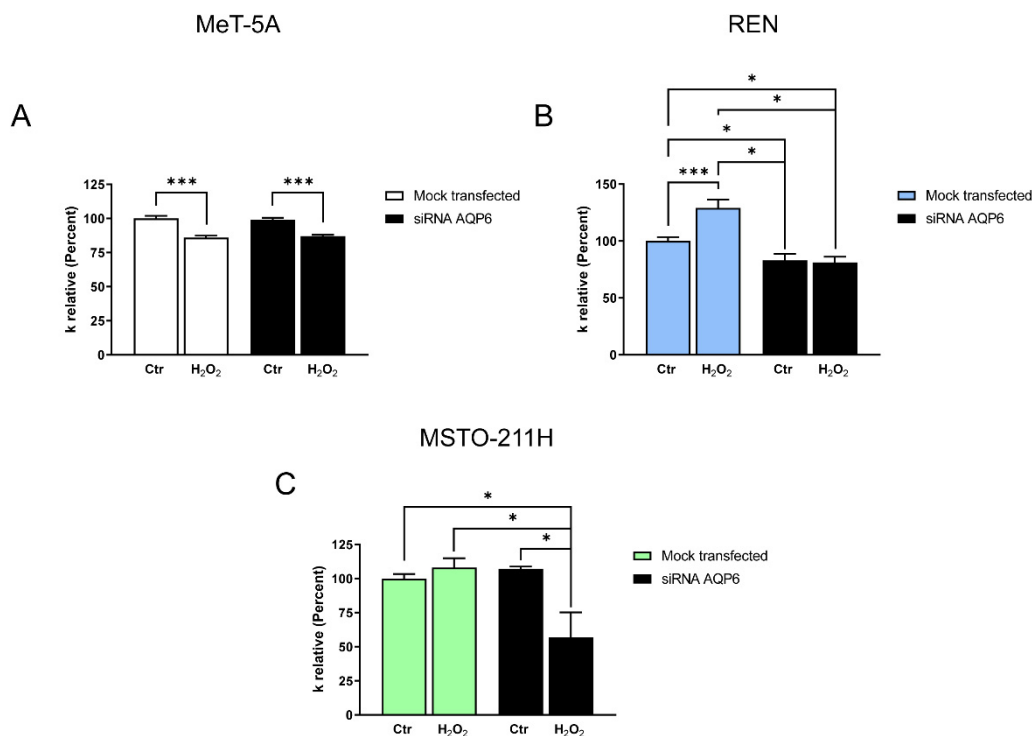 MeT-5A
REN
A
B
*
*
*
*
***
***
***
125
100
75
50
25
0
k relative (Percent)
Ctr
H₂O₂
Ctr
H₂O₂
Mock transfected
siRNA AQP6
150
100
50
0
k relative (Percent)
Ctr
H₂O₂
Ctr
H₂O₂
Mock transfected
siRNA AQP6
MSTO-211H
C
*
*
*
125
100
75
50
25
0
k relative (Percent)
Ctr
H₂O₂
Ctr
H₂O₂
Mock transfected
siRNA AQP6